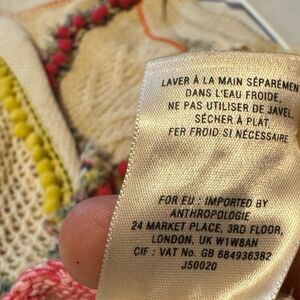 LAVER À LA MAIN SÉPARÉMENT
DANS L'EAU FROIDE.
NE PAS UTILISER DE JAVEL.
SÉCHER À PLAT.
FER FROID SI NÉCESSAIRE
FOR EU : IMPORTED BY
ANTHROPOLOGIE
24 MARKET PLACE, 3RD FLOOR,
LONDON, UK W1W8AN
CIF : VAT No. GB 684936382
J50020